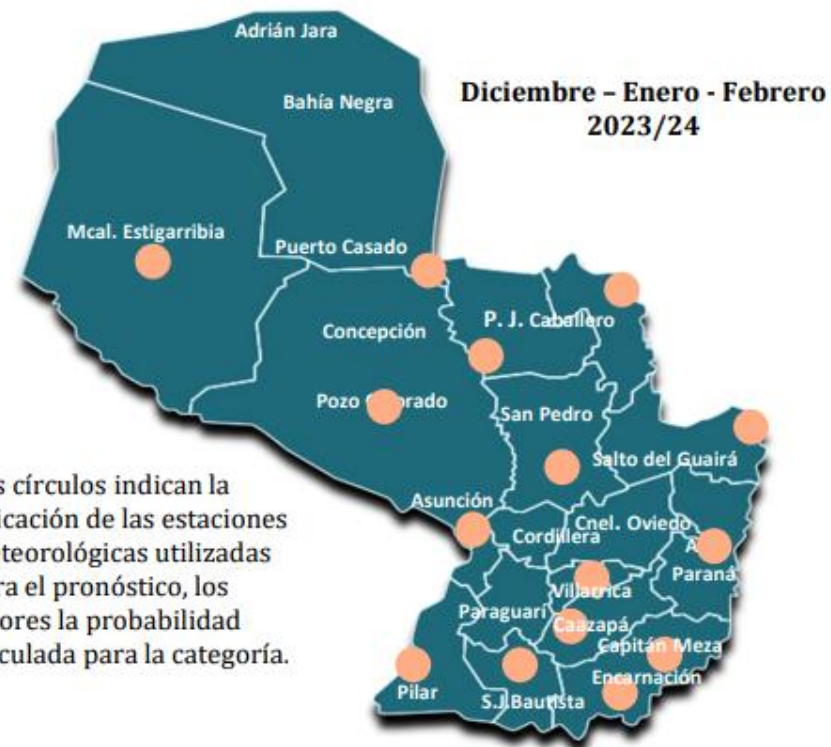 Adrián Jara
Diciembre – Enero - Febrero
2023/24
Bahía Negra
Mcal. Estigarribia
Puerto Casado
P. J. Caballero
Concepción
Pozo
San Pedro
Salto del Guairá
s círculos indican la
icación de las estaciones
teorológicas utilizadas
ra el pronóstico, los
ores la probabilidad
culada para la categoría.
Asunción
Cordillera
Cnel. Oviedo
Paraná
Villarrica
Paraguarí
Caazapá
Capitán Meza
Encarnación
Pilar
S.J.Bautista